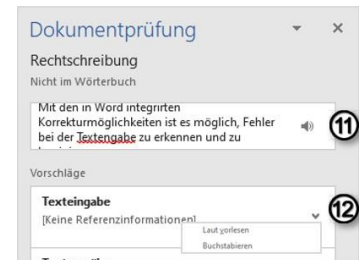 Dokumentprüfung
Rechtschreibung
Nicht im Wörterbuch
Mit den in Word integrirten
Korrekturmöglichkeiten ist es möglich, Fehler
bei der Textengabe zu erkennen und zu
11
Vorschläge
Texteingabe
[Keine Referenzinformationen]
12
Laut vorlesen
Buchstabieren